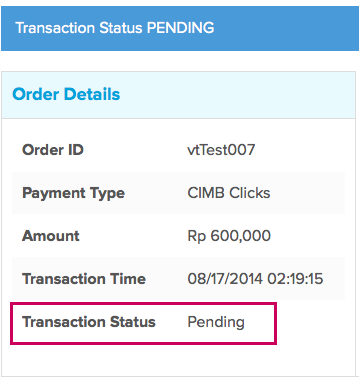 Transaction Status PENDING
Order Details
Order ID vtTest007
Payment Type CIMB Clicks
Amount Rp 600,000
Transaction Time 08/17/2014 02:19:15
Transaction Status Pending